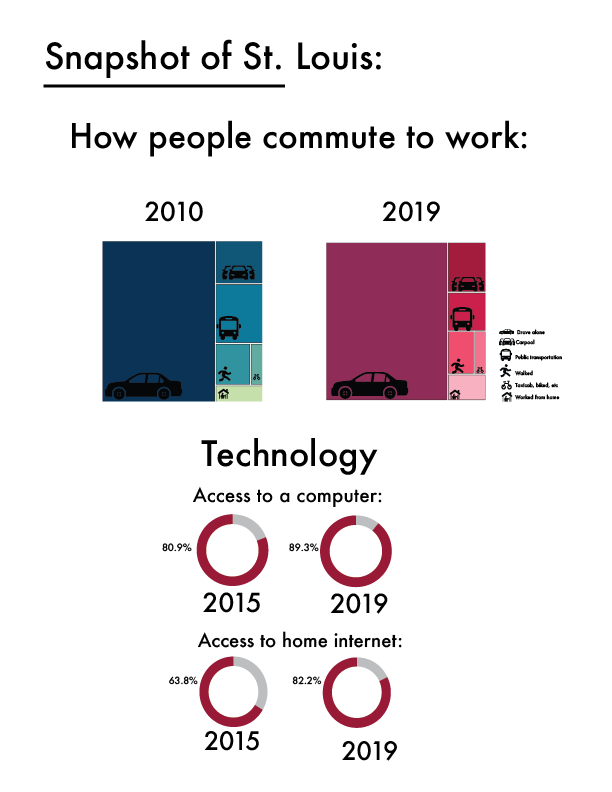 Snapshot of St. Louis:
How people commute to work:
2010
2019
Drove alone
Carpool
Public transportation
Walked
Taxicab, biked, etc
Worked from home
Technology
Access to a computer:
80.9%
89.3%
2015
2019
Access to home internet:
63.8%
82.2%
2015
2019